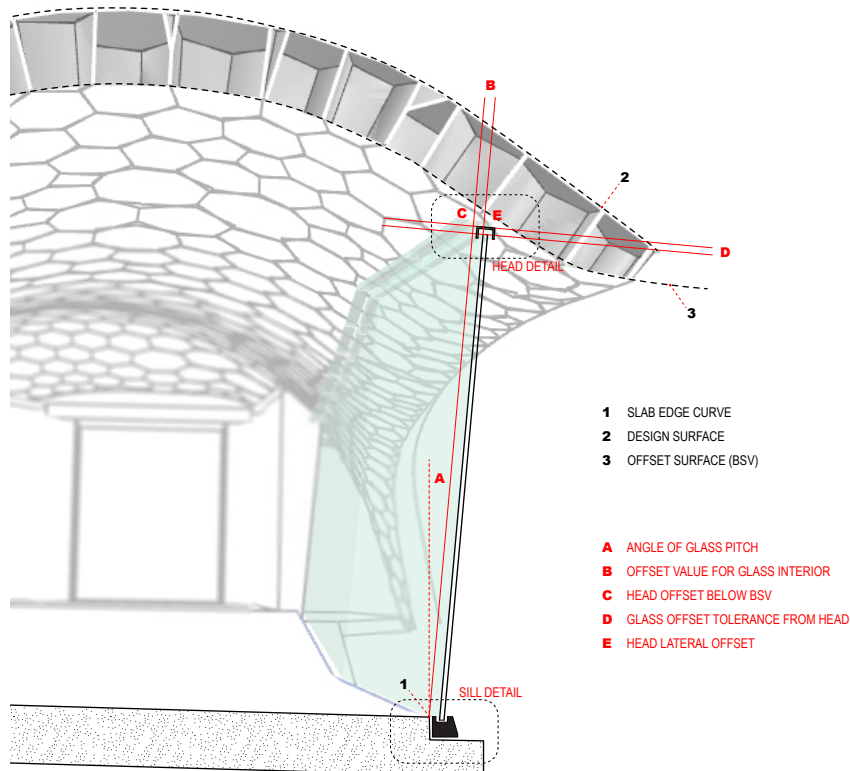 B
2
C
E
D
HEAD DETAIL
3
1 SLAB EDGE CURVE
2 DESIGN SURFACE
3 OFFSET SURFACE (BSV)
A
A ANGLE OF GLASS PITCH
B OFFSET VALUE FOR GLASS INTERIOR
C HEAD OFFSET BELOW BSV
D GLASS OFFSET TOLERANCE FROM HEAD
E HEAD LATERAL OFFSET
1
SILL DETAIL